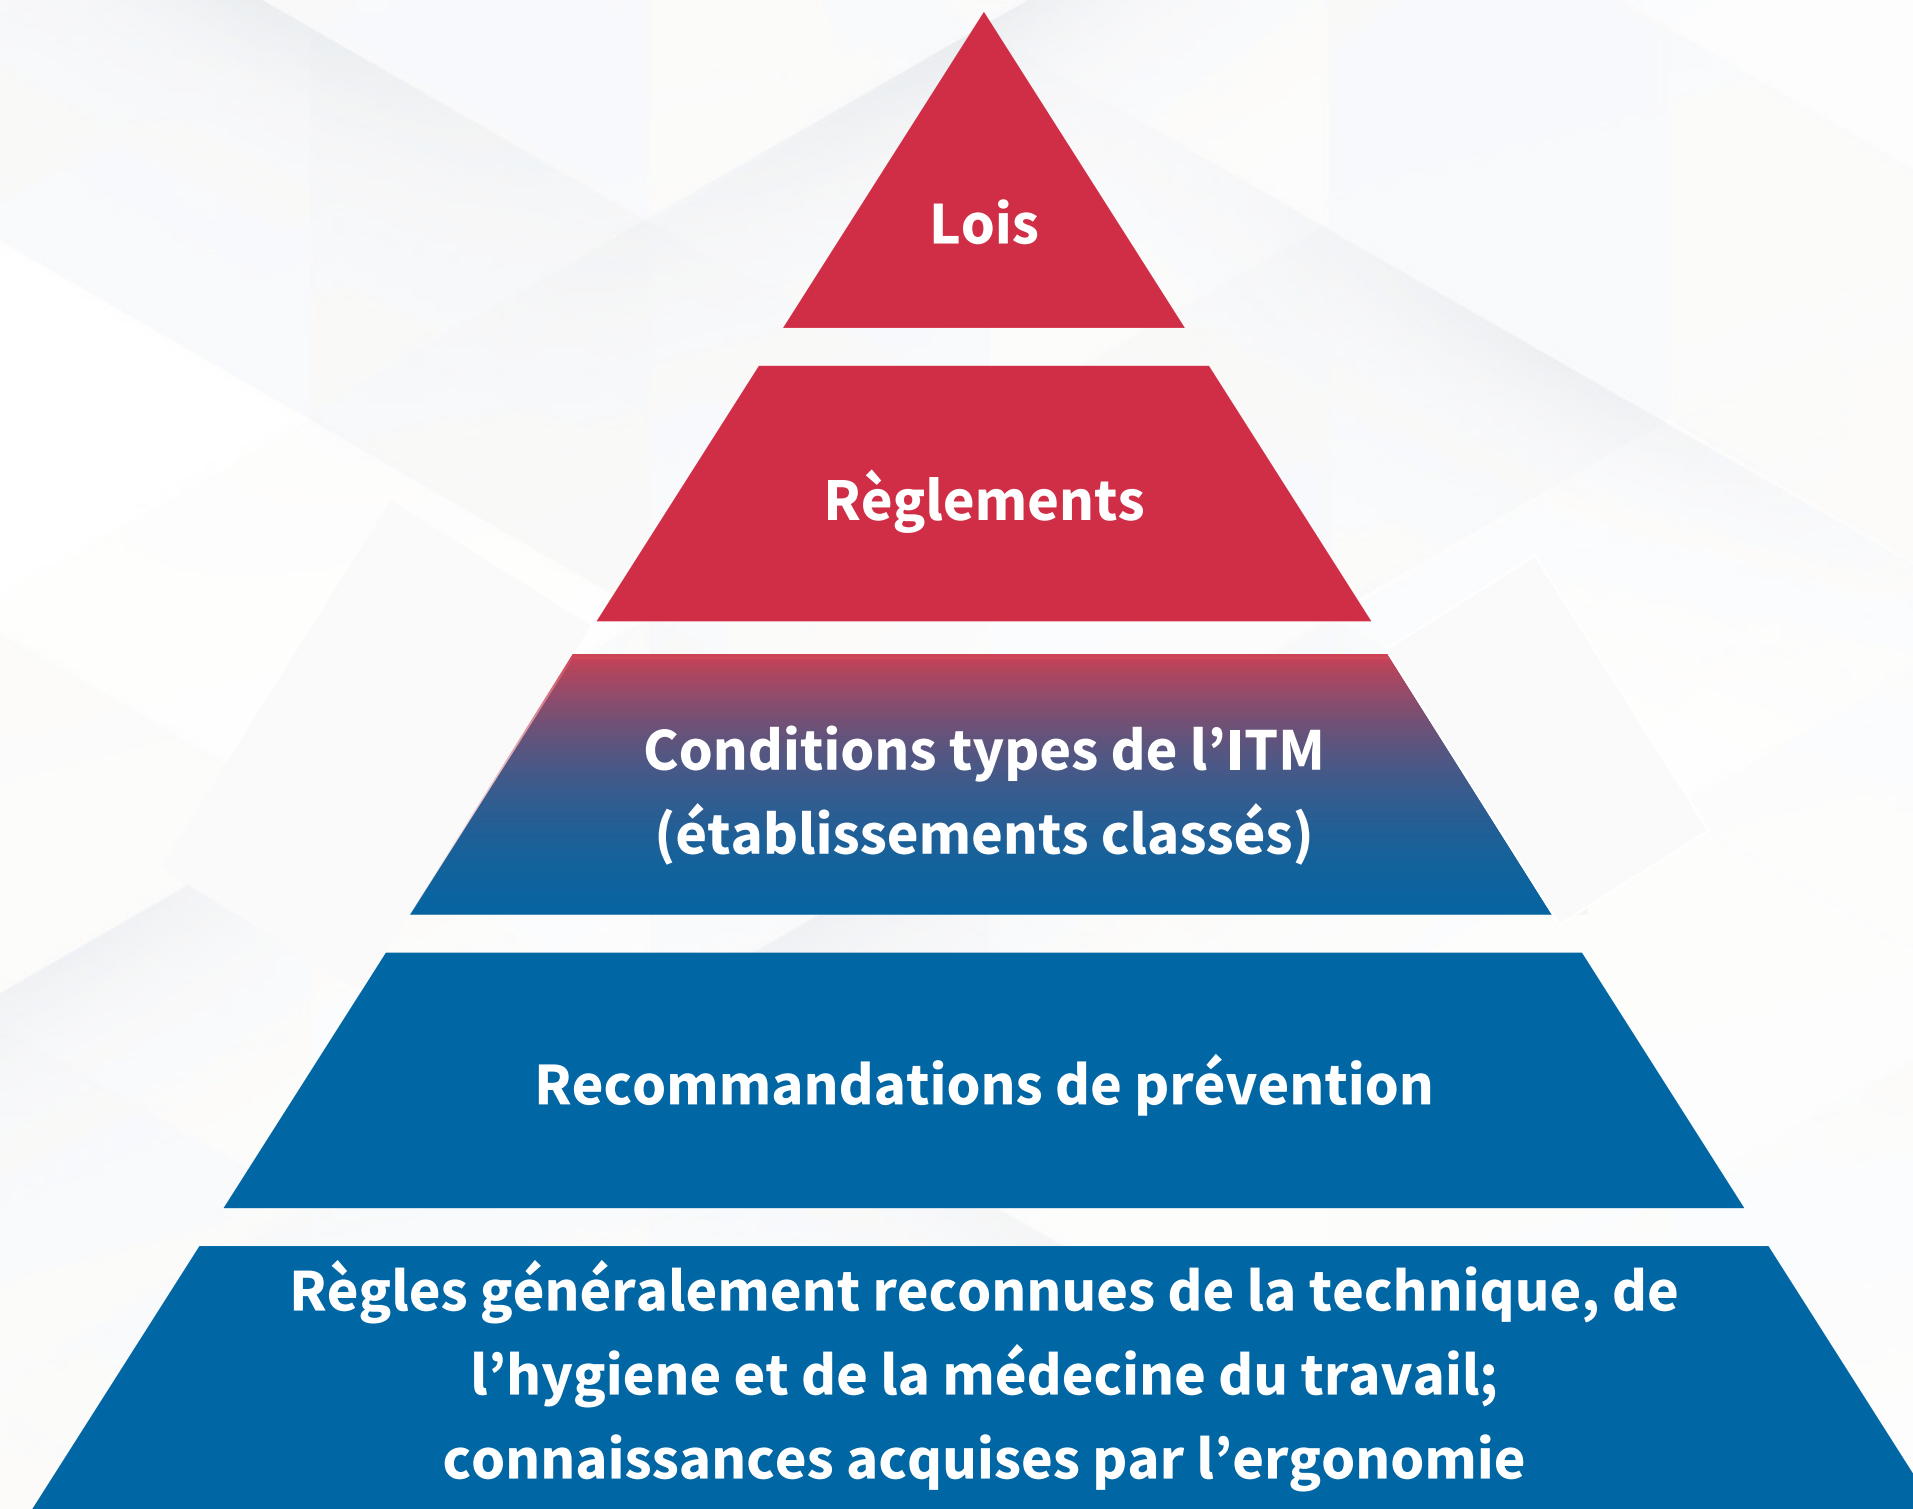 Lois
Règlements
Conditions types de l’ITM
(établissements classés)
Recommandations de prévention
Règles généralement reconnues de la technique, de
l’hygiene et de la médecine du travail;
connaissances acquises par l’ergonomie